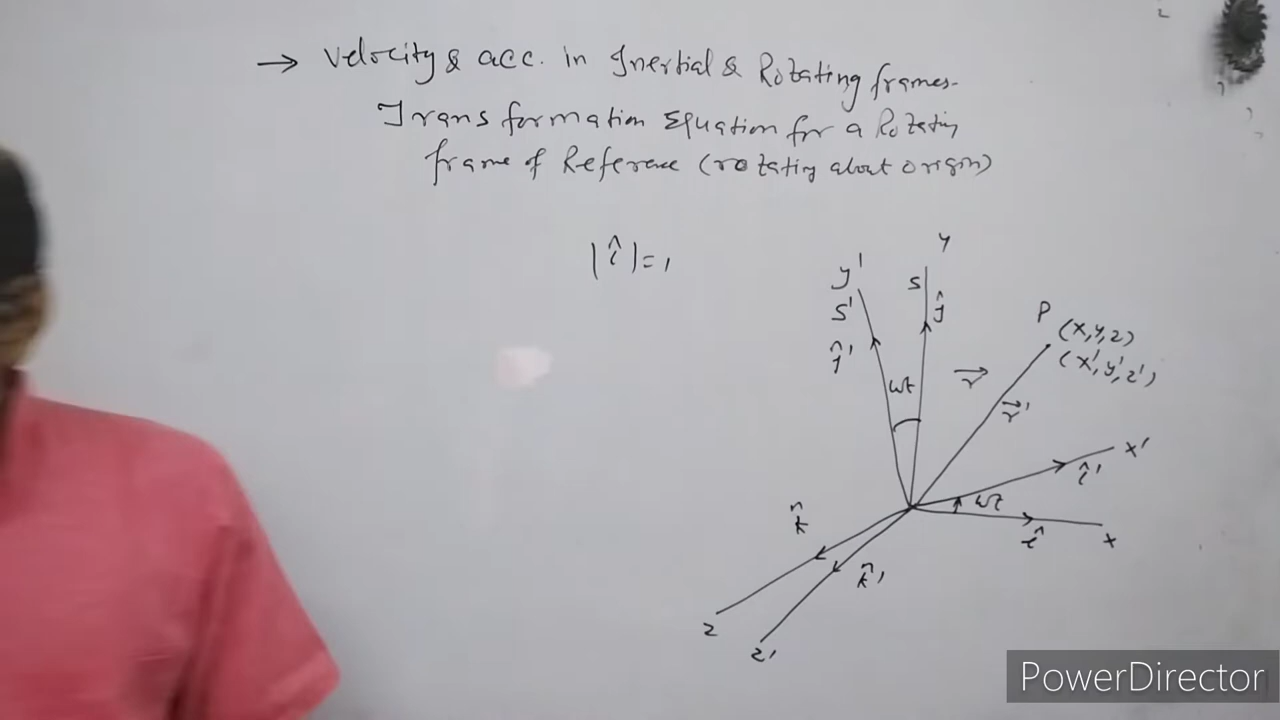 → Velocity & acc. in Inertial & Rotating frames-
Transformation Equation for a Rotating
frame of Reference (rotating about origin)
|î| = 1
y
y'
S
S'
ĵ
ĵ'
P (x, y, z)
(x', y', z')
ωt
r⃗
r⃗'
x'
î'
ωt
î
x
k̂
k̂'
z
z'
PowerDirector